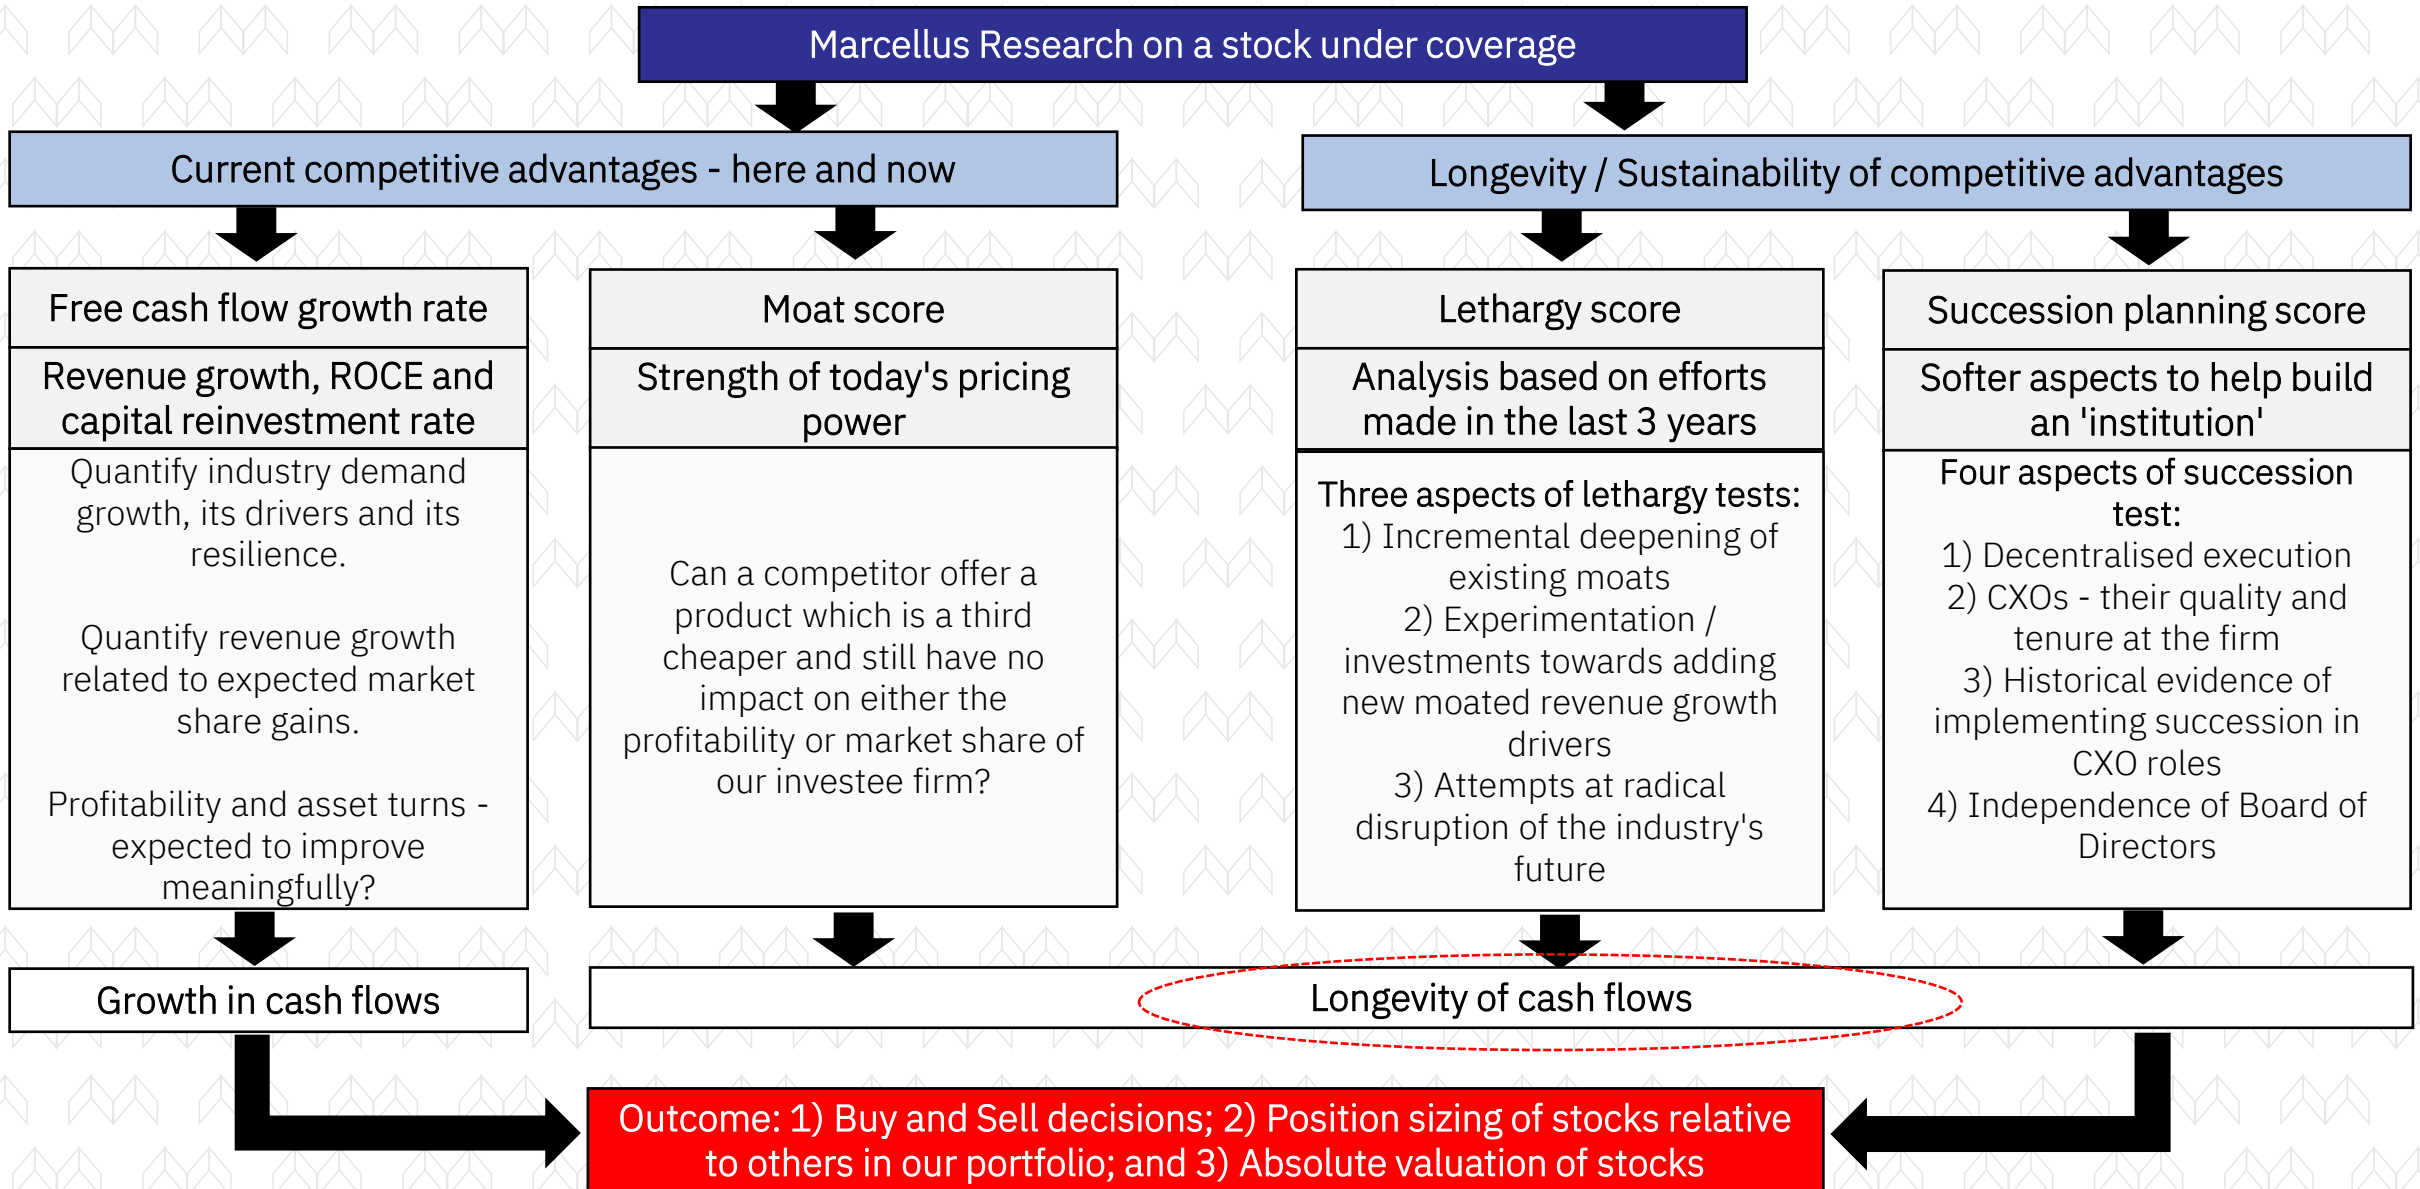 Marcellus Research on a stock under coverage
Current competitive advantages - here and now
Longevity / Sustainability of competitive advantages
Free cash flow growth rate
Revenue growth, ROCE and
capital reinvestment rate
Quantify industry demand
growth, its drivers and its
resilience.
Quantify revenue growth
related to expected market
share gains.
Profitability and asset turns -
expected to improve
meaningfully?
Moat score
Strength of today's pricing
power
Can a competitor offer a
product which is a third
cheaper and still have no
impact on either the
profitability or market share of
our investee firm?
Lethargy score
Analysis based on efforts
made in the last 3 years
Three aspects of lethargy tests:
1) Incremental deepening of
existing moats
2) Experimentation /
investments towards adding
new moated revenue growth
drivers
3) Attempts at radical
disruption of the industry's
future
Succession planning score
Softer aspects to help build
an 'institution'
Four aspects of succession
test:
1) Decentralised execution
2) CXOs - their quality and
tenure at the firm
3) Historical evidence of
implementing succession in
CXO roles
4) Independence of Board of
Directors
Growth in cash flows
Longevity of cash flows
Outcome: 1) Buy and Sell decisions; 2) Position sizing of stocks relative
to others in our portfolio; and 3) Absolute valuation of stocks